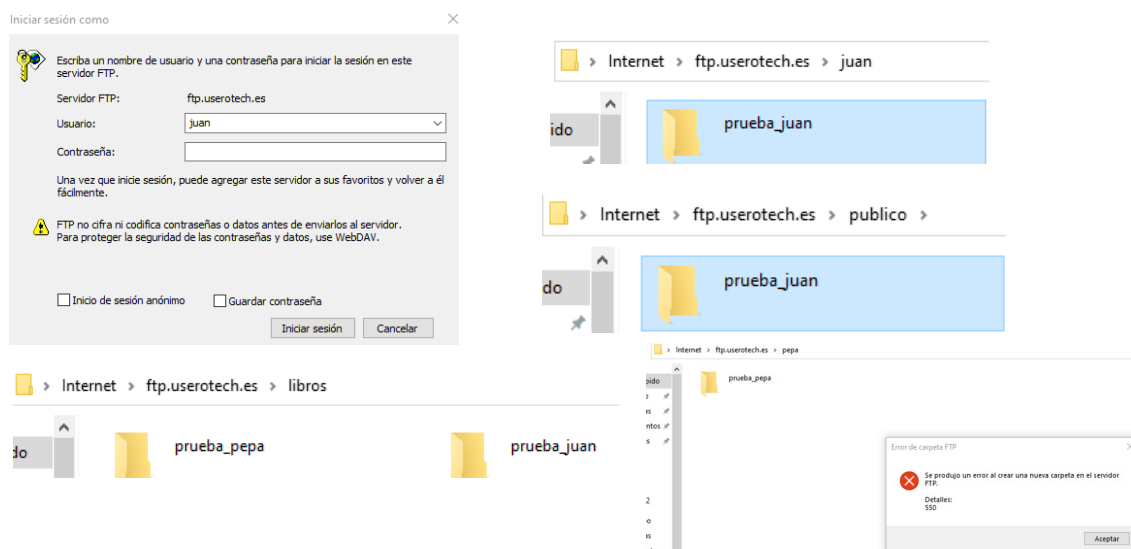 Iniciar sesión como
Escriba un nombre de usuario y una contraseña para iniciar la sesión en este
servidor FTP.
Servidor FTP: ftp.userotech.es
Usuario: juan
Contraseña:
Una vez que inicie sesión, puede agregar este servidor a sus favoritos y volver a él
fácilmente.
FTP no cifra ni codifica contraseñas o datos antes de enviarlos al servidor.
Para proteger la seguridad de las contraseñas y datos, use WebDAV.
Inicio de sesión anónimo Guardar contraseña
Iniciar sesión Cancelar
> Internet > ftp.userotech.es > juan
ido
prueba_juan
> Internet > ftp.userotech.es > publico >
do
prueba_juan
> Internet > ftp.userotech.es > libros
do
prueba_pepa prueba_juan
> Internet > ftp.userotech.es > pepa
pido
prueba_pepa
o
as
ntos
s
2
o
as
Error de carpeta FTP
Se produjo un error al crear una nueva carpeta en el servidor
FTP.
Detalles:
550
Aceptar